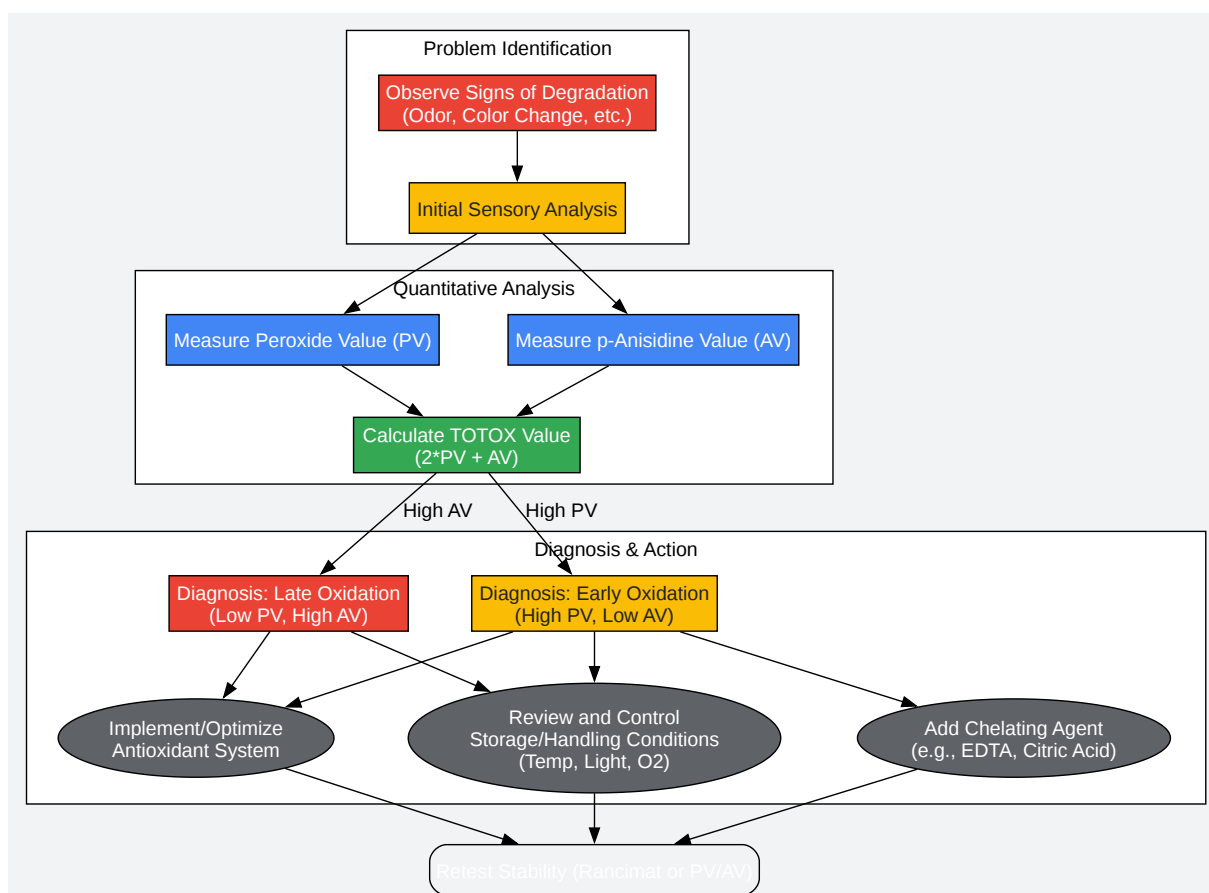 Problem Identification
Observe Signs of Degradation
(Odor, Color Change, etc.)
Initial Sensory Analysis
Quantitative Analysis
Measure Peroxide Value (PV)
Measure p-Anisidine Value (AV)
Calculate TOTOX Value
(2*PV + AV)
High AV
High PV
Diagnosis & Action
Diagnosis: Late Oxidation
(Low PV, High AV)
Diagnosis: Early Oxidation
(High PV, Low AV)
Implement/Optimize
Antioxidant System
Review and Control
Storage/Handling Conditions
(Temp, Light, O2)
Add Chelating Agent
(e.g., EDTA, Citric Acid)
Retest Stability (Rancimat or PV/AV)